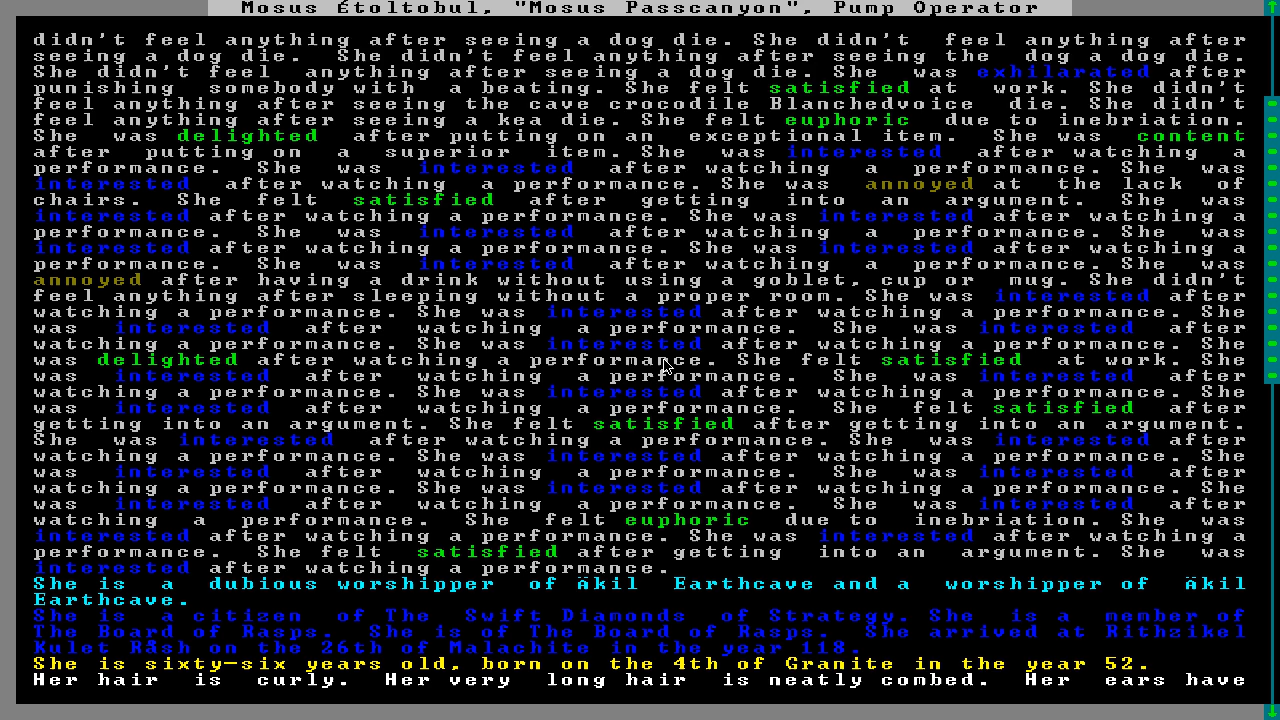 Mosus Étoltobul, "Mosus Passcanyon", Pump Operator
didn't feel anything after seeing a dog die. She didn't feel anything after
seeing a dog die. She didn't feel anything after seeing the dog a dog die.
She didn't feel anything after seeing a dog die. She was exhilarated after
punishing somebody with a beating. She felt satisfied at work. She didn't
feel anything after seeing the cave crocodile Blanchedvoice die. She didn't
feel anything after seeing a kea die. She felt euphoric due to inebriation.
She was delighted after putting on an exceptional item. She was content
after putting on a superior item. She was interested after watching a
performance. She was interested after watching a performance. She was
interested after watching a performance. She was annoyed at the lack of
chairs. She felt satisfied after getting into an argument. She was
interested after watching a performance. She was interested after watching a
performance. She was interested after watching a performance. She was
interested after watching a performance. She was interested after watching a
performance. She was interested after watching a performance. She was
annoyed after having a drink without using a goblet, cup or mug. She didn't
feel anything after sleeping without a proper room. She was interested after
watching a performance. She was interested after watching a performance. She
was interested after watching a performance. She was interested after
watching a performance. She was interested after watching a performance. She
was delighted after watching a performance. She felt satisfied at work. She
was interested after watching a performance. She was interested after
watching a performance. She was interested after watching a performance. She
was interested after watching a performance. She felt satisfied after
getting into an argument. She felt satisfied after getting into an argument.
She was interested after watching a performance. She was interested after
watching a performance. She was interested after watching a performance. She
was interested after watching a performance. She was interested after
watching a performance. She was interested after watching a performance. She
was interested after watching a performance. She was interested after
watching a performance. She felt euphoric due to inebriation. She was
interested after watching a performance. She was interested after watching a
performance. She felt satisfied after getting into an argument. She was
interested after watching a performance.
She is a dubious worshipper of Äkil Earthcave and a worshipper of Äkil
Earthcave.
She is a citizen of The Swift Diamonds of Strategy. She is a member of
The Board of Rasps. She is of The Board of Rasps. She arrived at Rithzikel
Kulet Råsh on the 26th of Malachite in the year 118.
She is sixty-six years old, born on the 4th of Granite in the year 52.
Her hair is curly. Her very long hair is neatly combed. Her ears have